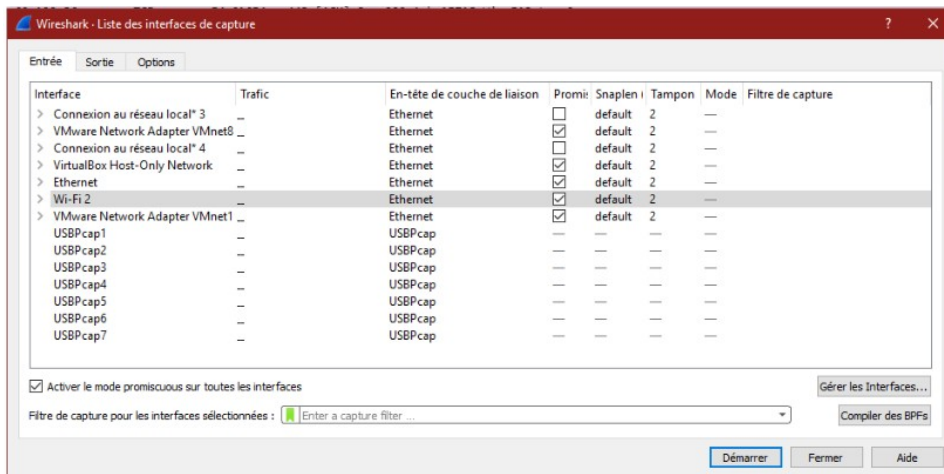 Wireshark · Liste des interfaces de capture ? ×
Entrée Sortie Options
Interface Trafic En-tête de couche de liaison Promis Snaplen Tampon Mode Filtre de capture
> Connexion au réseau local* 3 _ Ethernet default 2 —
> VMware Network Adapter VMnet8 _ Ethernet default 2 —
> Connexion au réseau local* 4 _ Ethernet default 2 —
> VirtualBox Host-Only Network _ Ethernet default 2 —
> Ethernet _ Ethernet default 2 —
> Wi-Fi 2 _ Ethernet default 2 —
> VMware Network Adapter VMnet1 _ Ethernet default 2 —
USBPcap1 _ USBPcap — — — —
USBPcap2 _ USBPcap — — — —
USBPcap3 _ USBPcap — — — —
USBPcap4 _ USBPcap — — — —
USBPcap5 _ USBPcap — — — —
USBPcap6 _ USBPcap — — — —
USBPcap7 _ USBPcap — — — —
Activer le mode promiscuous sur toutes les interfaces Gérer les Interfaces...
Filtre de capture pour les interfaces sélectionnées : Enter a capture filter ... Compiler des BPFs
Démarrer Fermer Aide